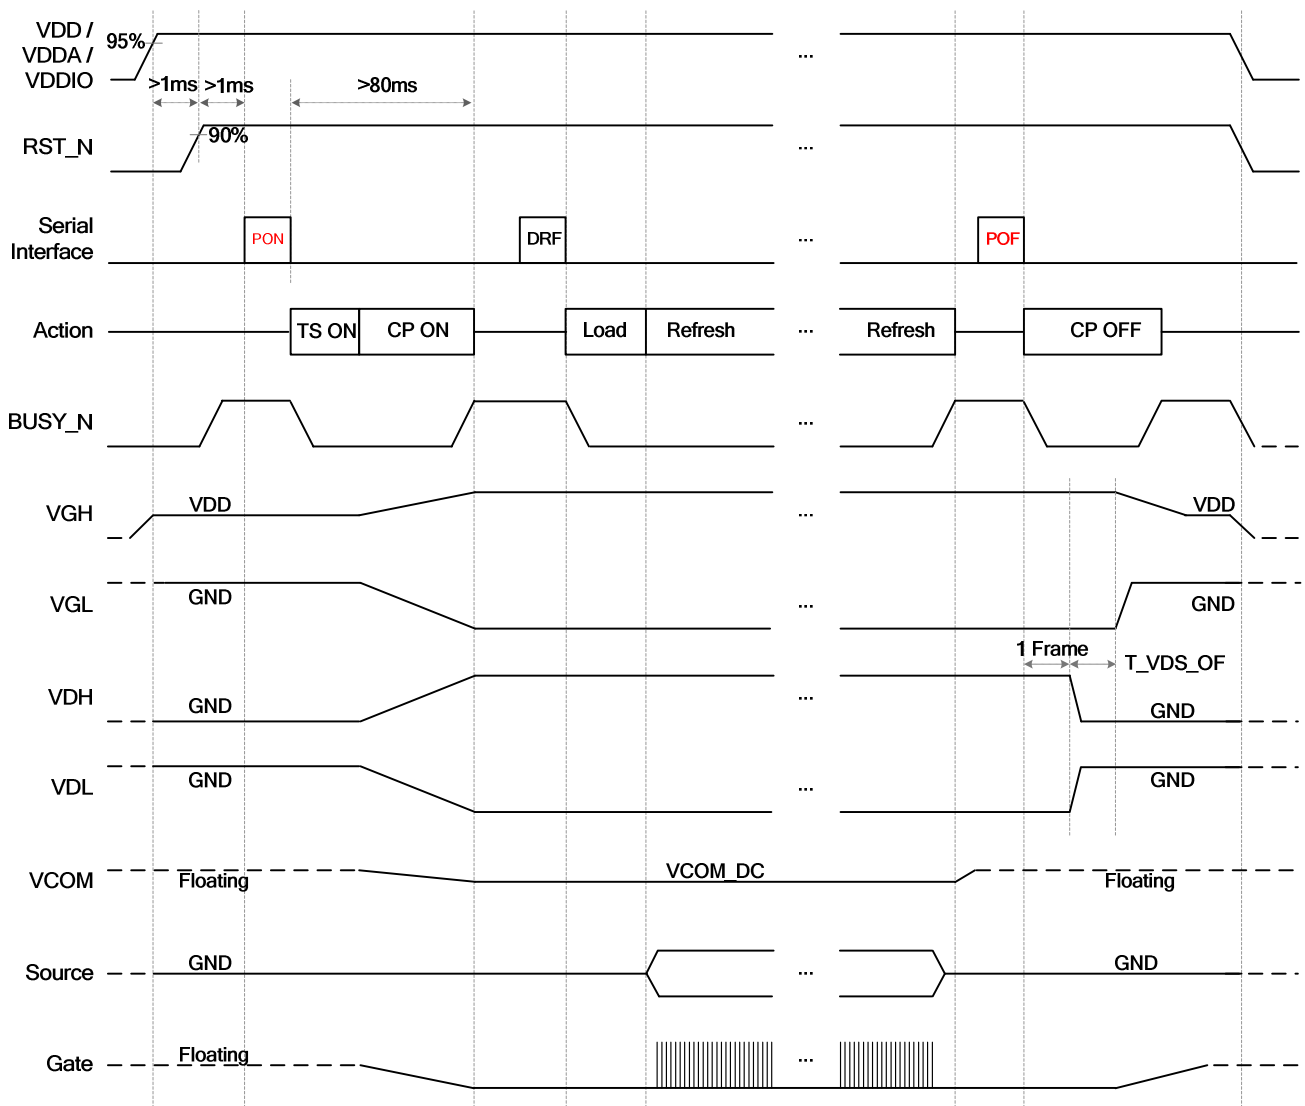 VDD /
VDDA /
VDDIO
95%
>1ms >1ms >80ms
...
RST_N
90%
...
Serial
Interface
PON
DRF
...
POF
Action
TS ON
CP ON
Load
Refresh
...
Refresh
CP OFF
BUSY_N
...
VGH
VDD
...
VDD
VGL
GND
...
GND
1 Frame
T_VDS_OF
VDH
GND
...
GND
VDL
GND
...
GND
VCOM
Floating
VCOM_DC
Floating
Source
GND
...
GND
Gate
Floating
...